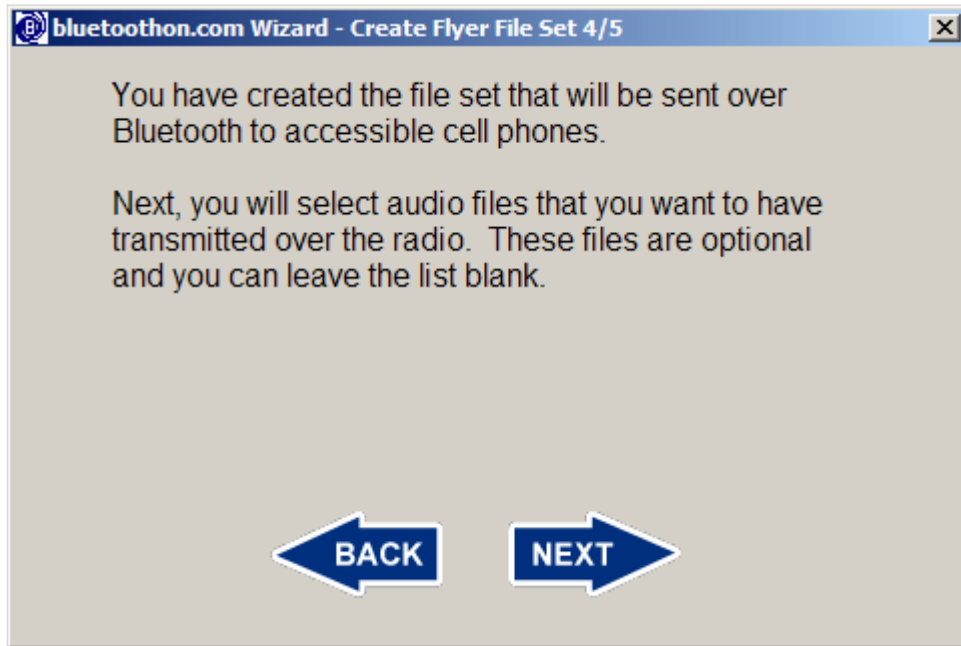 bluetoothon.com Wizard - Create Flyer File Set 4/5
You have created the file set that will be sent over
Bluetooth to accessible cell phones.
Next, you will select audio files that you want to have
transmitted over the radio.  These files are optional
and you can leave the list blank.
BACK
NEXT